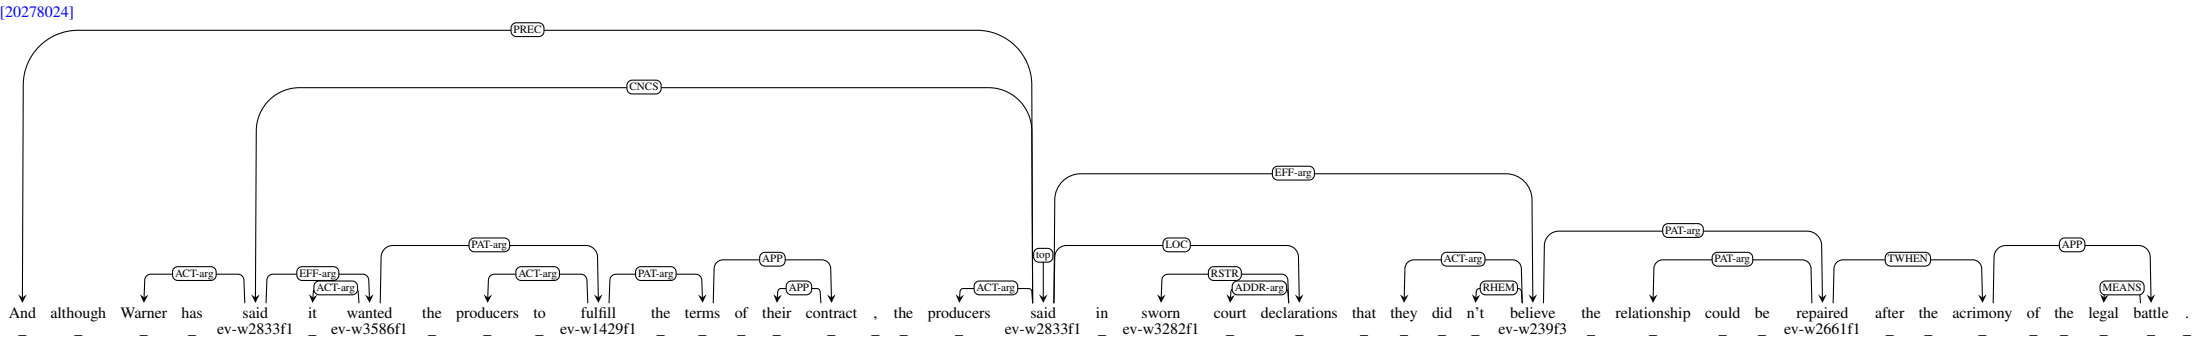 [20278024]
PREC
CNCS
EFF-arg
PAT-arg
PAT-arg top LOC APP
APP ACT-arg PAT-arg TWHEN
ACT-arg EFF-arg ACT-arg PAT-arg RSTR
ACT-arg APP ACT-arg ADDR-arg RHEM MEANS
And although Warner has said it wanted the producers to fulfill the terms of their contract , the producers said in sworn court declarations that they did n't believe the relationship could be repaired after the acrimony of the legal battle .
_ _ _ _ ev-w2833f1 _ ev-w3586f1 _ _ _ ev-w1429f1 _ _ _ _ _ _ _ _ ev-w2833f1 _ ev-w3282f1 _ _ _ _ _ _ ev-w239f3 _ _ _ _ ev-w2661f1 _ _ _ _ _ _ _ _